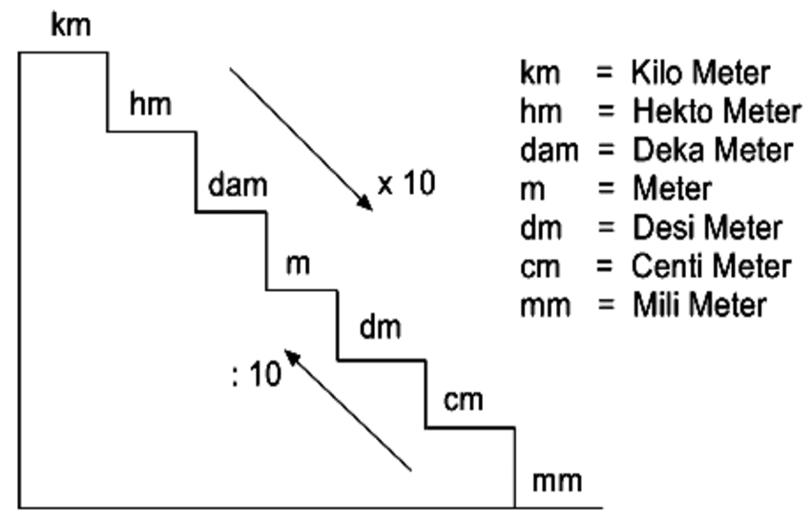 km
hm
dam
m
dm
cm
mm
x 10
: 10
km = Kilo Meter
hm = Hekto Meter
dam = Deka Meter
m = Meter
dm = Desi Meter
cm = Centi Meter
mm = Mili Meter